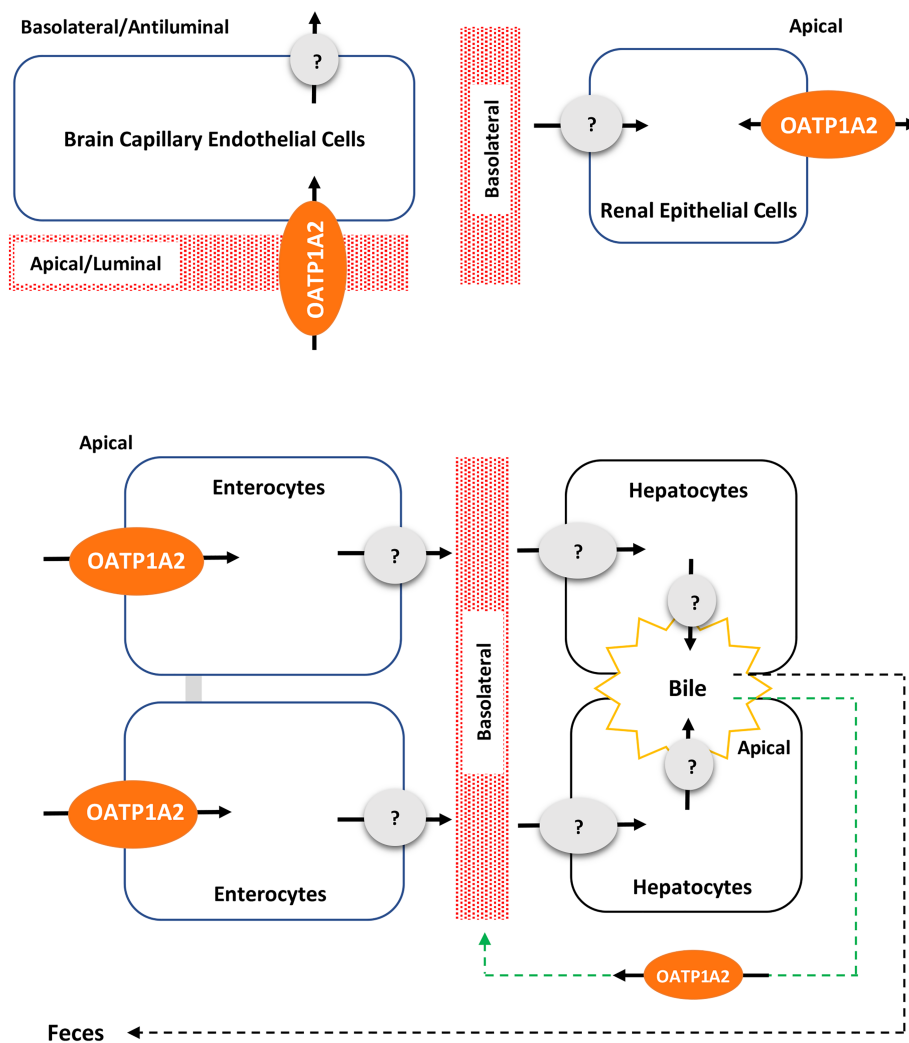 Basolateral/Antiluminal
?
Brain Capillary Endothelial Cells
OATP1A2
Apical/Luminal
Apical
Basolateral
?
OATP1A2
Renal Epithelial Cells
Apical
Enterocytes
OATP1A2
?
Basolateral
Hepatocytes
?
?
Bile
Apical
?
OATP1A2
?
?
Enterocytes
Hepatocytes
OATP1A2
Feces